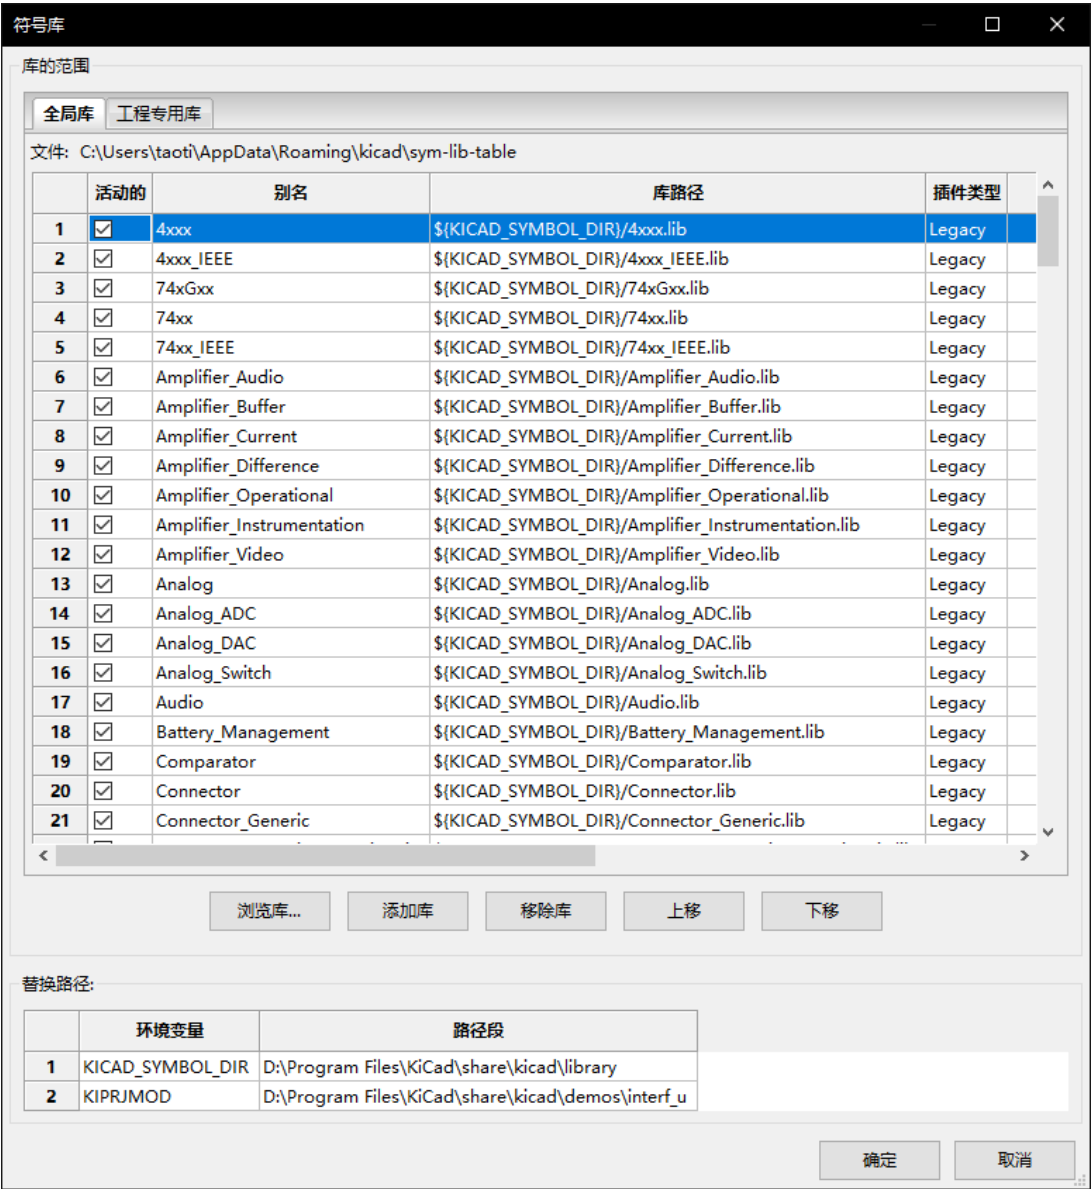 符号库
库的范围
全局库 工程专用库
文件: C:\Users\taoti\AppData\Roaming\kicad\sym-lib-table
活动的 别名 库路径 插件类型
1 4xxx ${KICAD_SYMBOL_DIR}/4xxx.lib Legacy
2 4xxx_IEEE ${KICAD_SYMBOL_DIR}/4xxx_IEEE.lib Legacy
3 74xGxx ${KICAD_SYMBOL_DIR}/74xGxx.lib Legacy
4 74xx ${KICAD_SYMBOL_DIR}/74xx.lib Legacy
5 74xx_IEEE ${KICAD_SYMBOL_DIR}/74xx_IEEE.lib Legacy
6 Amplifier_Audio ${KICAD_SYMBOL_DIR}/Amplifier_Audio.lib Legacy
7 Amplifier_Buffer ${KICAD_SYMBOL_DIR}/Amplifier_Buffer.lib Legacy
8 Amplifier_Current ${KICAD_SYMBOL_DIR}/Amplifier_Current.lib Legacy
9 Amplifier_Difference ${KICAD_SYMBOL_DIR}/Amplifier_Difference.lib Legacy
10 Amplifier_Operational ${KICAD_SYMBOL_DIR}/Amplifier_Operational.lib Legacy
11 Amplifier_Instrumentation ${KICAD_SYMBOL_DIR}/Amplifier_Instrumentation.lib Legacy
12 Amplifier_Video ${KICAD_SYMBOL_DIR}/Amplifier_Video.lib Legacy
13 Analog ${KICAD_SYMBOL_DIR}/Analog.lib Legacy
14 Analog_ADC ${KICAD_SYMBOL_DIR}/Analog_ADC.lib Legacy
15 Analog_DAC ${KICAD_SYMBOL_DIR}/Analog_DAC.lib Legacy
16 Analog_Switch ${KICAD_SYMBOL_DIR}/Analog_Switch.lib Legacy
17 Audio ${KICAD_SYMBOL_DIR}/Audio.lib Legacy
18 Battery_Management ${KICAD_SYMBOL_DIR}/Battery_Management.lib Legacy
19 Comparator ${KICAD_SYMBOL_DIR}/Comparator.lib Legacy
20 Connector ${KICAD_SYMBOL_DIR}/Connector.lib Legacy
21 Connector_Generic ${KICAD_SYMBOL_DIR}/Connector_Generic.lib Legacy
浏览库... 添加库 移除库 上移 下移
替换路径:
环境变量 路径段
1 KICAD_SYMBOL_DIR D:\Program Files\KiCad\share\kicad\library
2 KIPRJMOD D:\Program Files\KiCad\share\kicad\demos\interf_u
确定 取消